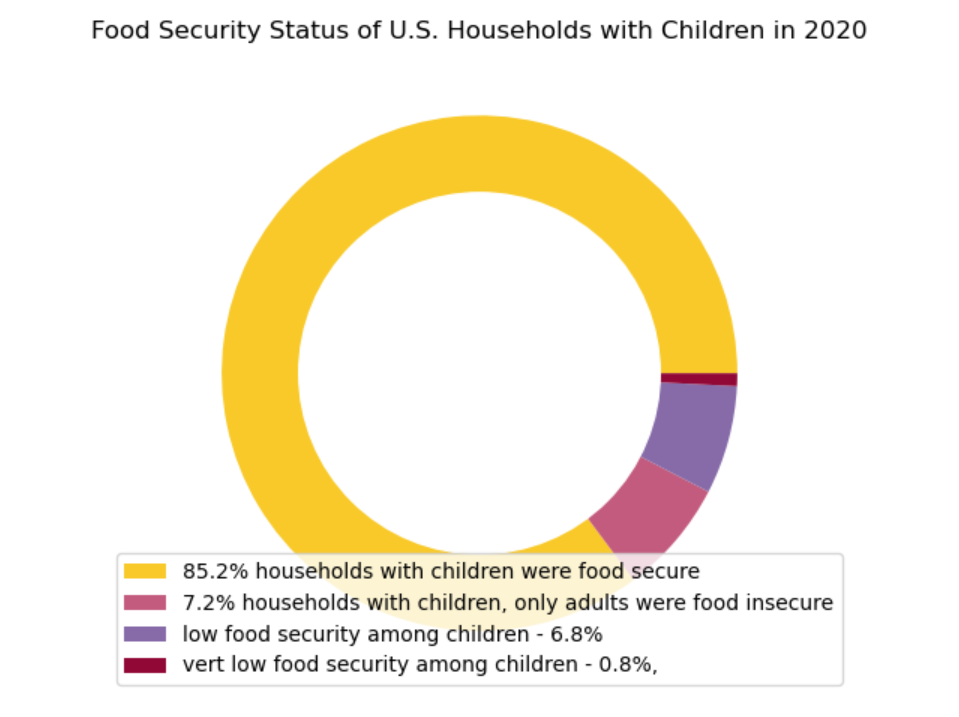 Food Security Status of U.S. Households with Children in 2020
85.2% households with children were food secure
7.2% households with children, only adults were food insecure
low food security among children - 6.8%
vert low food security among children - 0.8%,